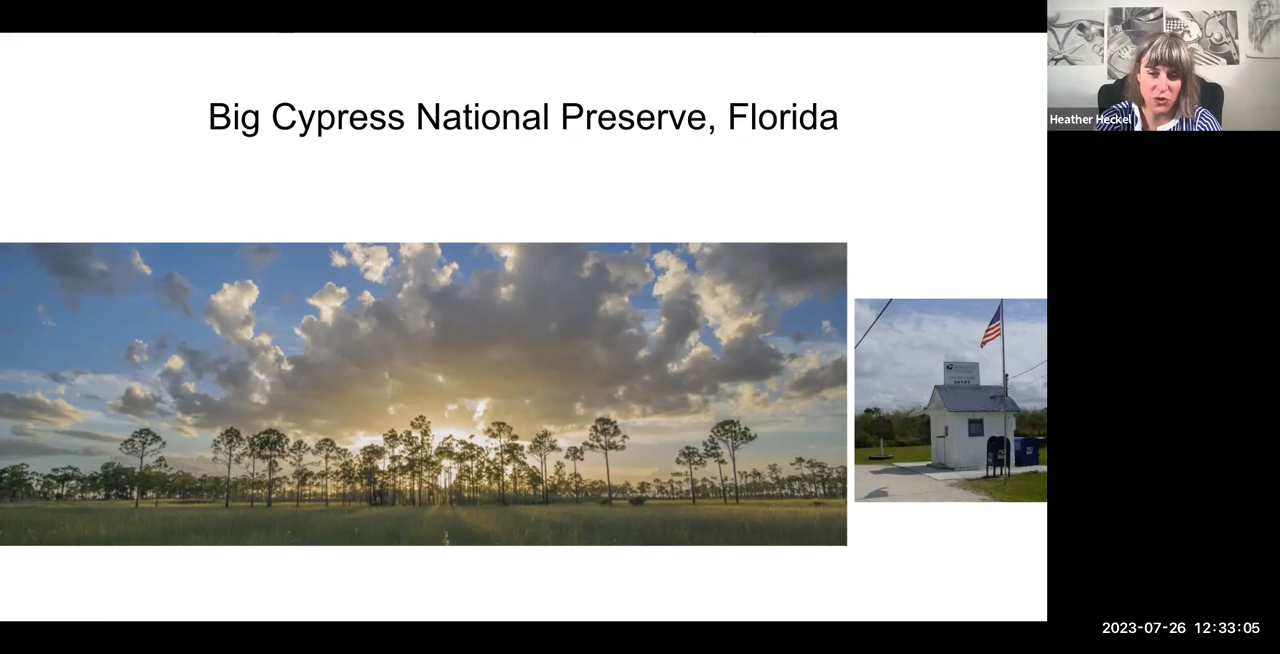 Big Cypress National Preserve, Florida
Heather Heckel
2023-07-26 12:33:05